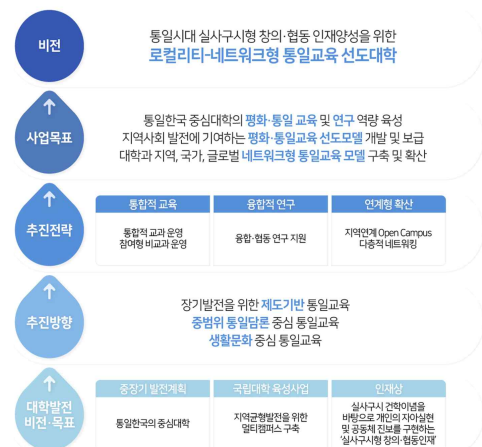 비전
통일시대 실사구시형 창의·협동 인재양성을 위한
로컬리티-네트워크형 통일교육 선도대학
사업목표
통일한국 중심대학의 평화·통일 교육 및 연구 역량 육성
지역사회 발전에 기여하는 평화·통일교육 선도모델 개발 및 보급
대학과 지역, 국가, 글로벌 네트워크형 통일교육 모델 구축 및 확산
추진전략
통합적 교육
통합적 교과 운영
참여형 비교과 운영
융합적 연구
융합·협동 연구 지원
연계형 확산
지역연계 Open Campus
다층적 네트워킹
추진방향
장기발전을 위한 제도기반 통일교육
중범위 통일담론 중심 통일교육
생활문화 중심 통일교육
대학발전
비전·목표
중장기 발전계획
통일한국의 중심대학
국립대학 육성사업
지역균형발전을 위한
멀티캠퍼스 구축
인재상
실사구시 건학이념을
바탕으로 개인의 자아실현
및 공동체 진보를 구현하는
'실사구시형 창의·협동인재'